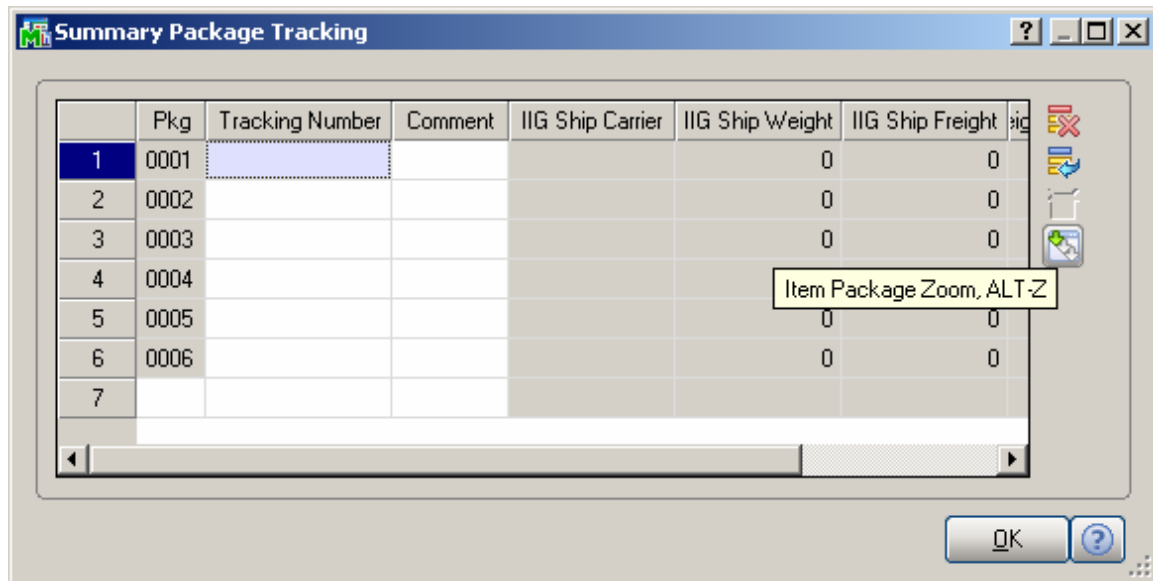 Summary Package Tracking
Pkg Tracking Number Comment IIG Ship Carrier IIG Ship Weight IIG Ship Freight eig
1 0001 0 0
2 0002 0 0
3 0003 0 0
4 0004
Item Package Zoom, ALT-Z
5 0005 0 0
6 0006 0 0
7
OK